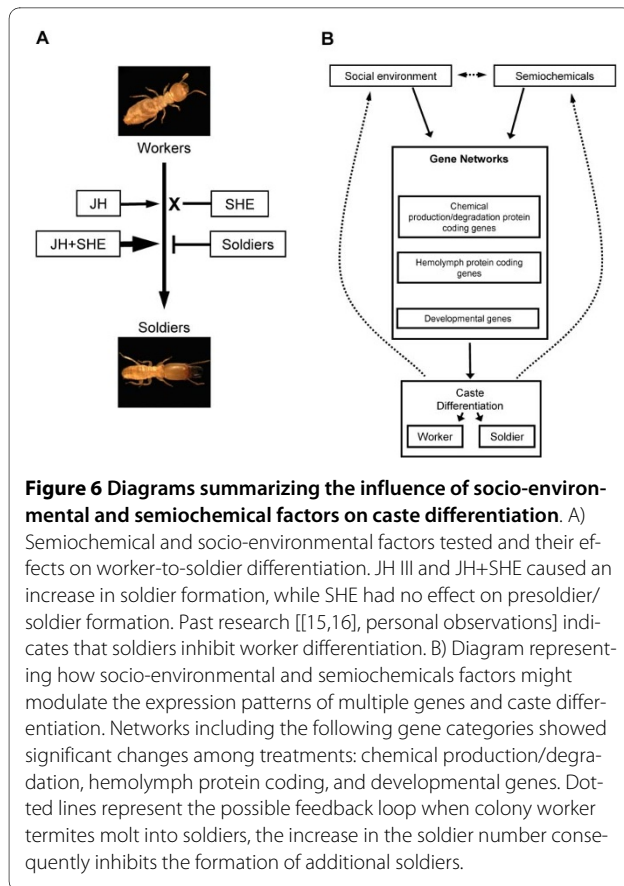 A
Workers
JH
X
SHE
JH+SHE
Soldiers
Soldiers
B
Social environment
Semiochemicals
Gene Networks
Chemical
production/degradation protein
coding genes
Hemolymph protein coding
genes
Developmental genes
Caste
Differentiation
Worker
Soldier
Figure 6 Diagrams summarizing the influence of socio-environ-
mental and semiochemical factors on caste differentiation. A)
Semiochemical and socio-environmental factors tested and their ef-
fects on worker-to-soldier differentiation. JH III and JH+SHE caused an
increase in soldier formation, while SHE had no effect on presoldier/
soldier formation. Past research [[15,16], personal observations] indi-
cates that soldiers inhibit worker differentiation. B) Diagram represent-
ing how socio-environmental and semiochemicals factors might
modulate the expression patterns of multiple genes and caste differ-
entiation. Networks including the following gene categories showed
significant changes among treatments: chemical production/degra-
dation, hemolymph protein coding, and developmental genes. Dot-
ted lines represent the possible feedback loop when colony worker
termites molt into soldiers, the increase in the soldier number conse-
quently inhibits the formation of additional soldiers.